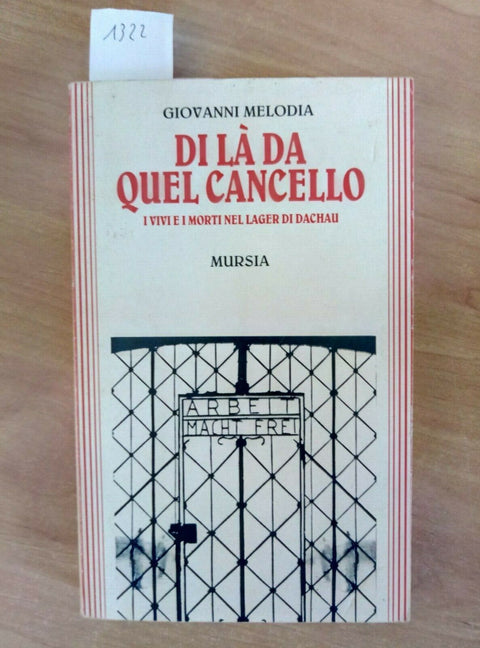 1322
GIOVANNI MELODIA
DI LÀ DA
QUEL CANCELLO
I VIVI E I MORTI NEL LAGER DI DACHAU
MURSIA
ARBEIT
MACHT FREI